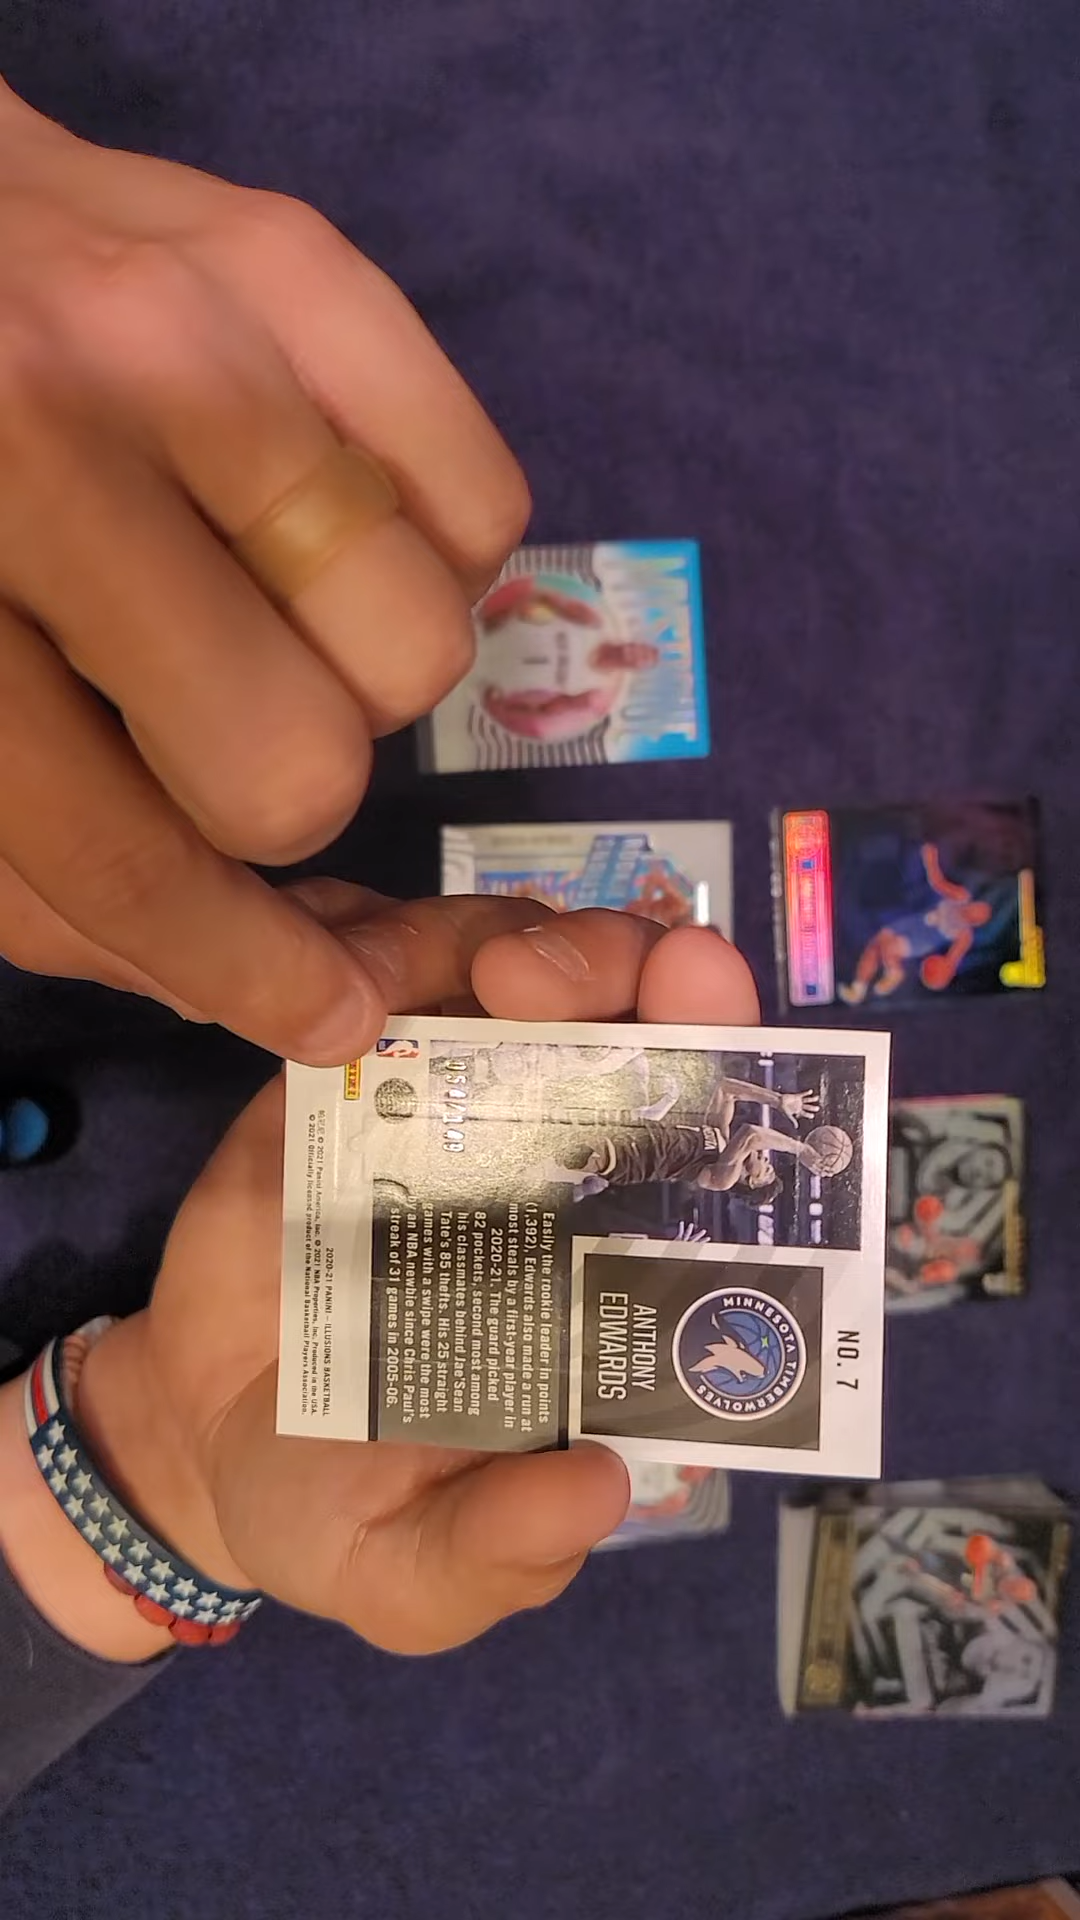 NO. 7
MINNESOTA TIMBERWOLVES
ANTHONY
EDWARDS
Easily the rookie leader in points
(1,392), Edwards also made a run at
most steals by a first-year player in
2020-21. The guard picked
82 pockets, second most among
his classmates behind Jae'Sean
Tate's 85 thefts. His 25 straight
games with a swipe were the most
by an NBA newbie since Chris Paul's
streak of 31 games in 2005-06.
2020-21 PANINI – ILLUSIONS BASKETBALL
© 2021 Panini America, Inc. © 2021 NBA Properties, Inc. Produced in the USA.
© 2021 Officially licensed product of the National Basketball Players Association.
PANINI